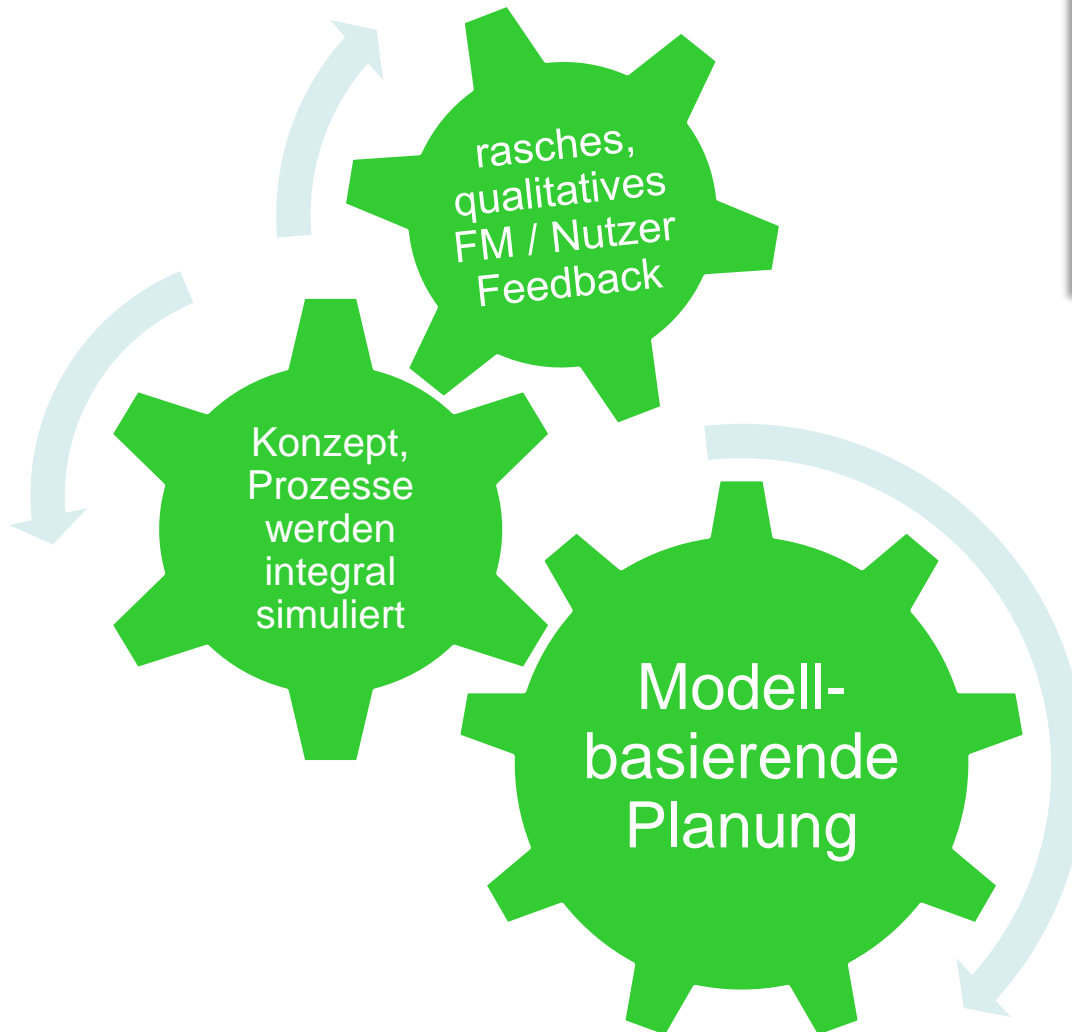 rasches,
qualitatives
FM / Nutzer
Feedback
Konzept,
Prozesse
werden
integral
simuliert
Modell-
basierende
Planung